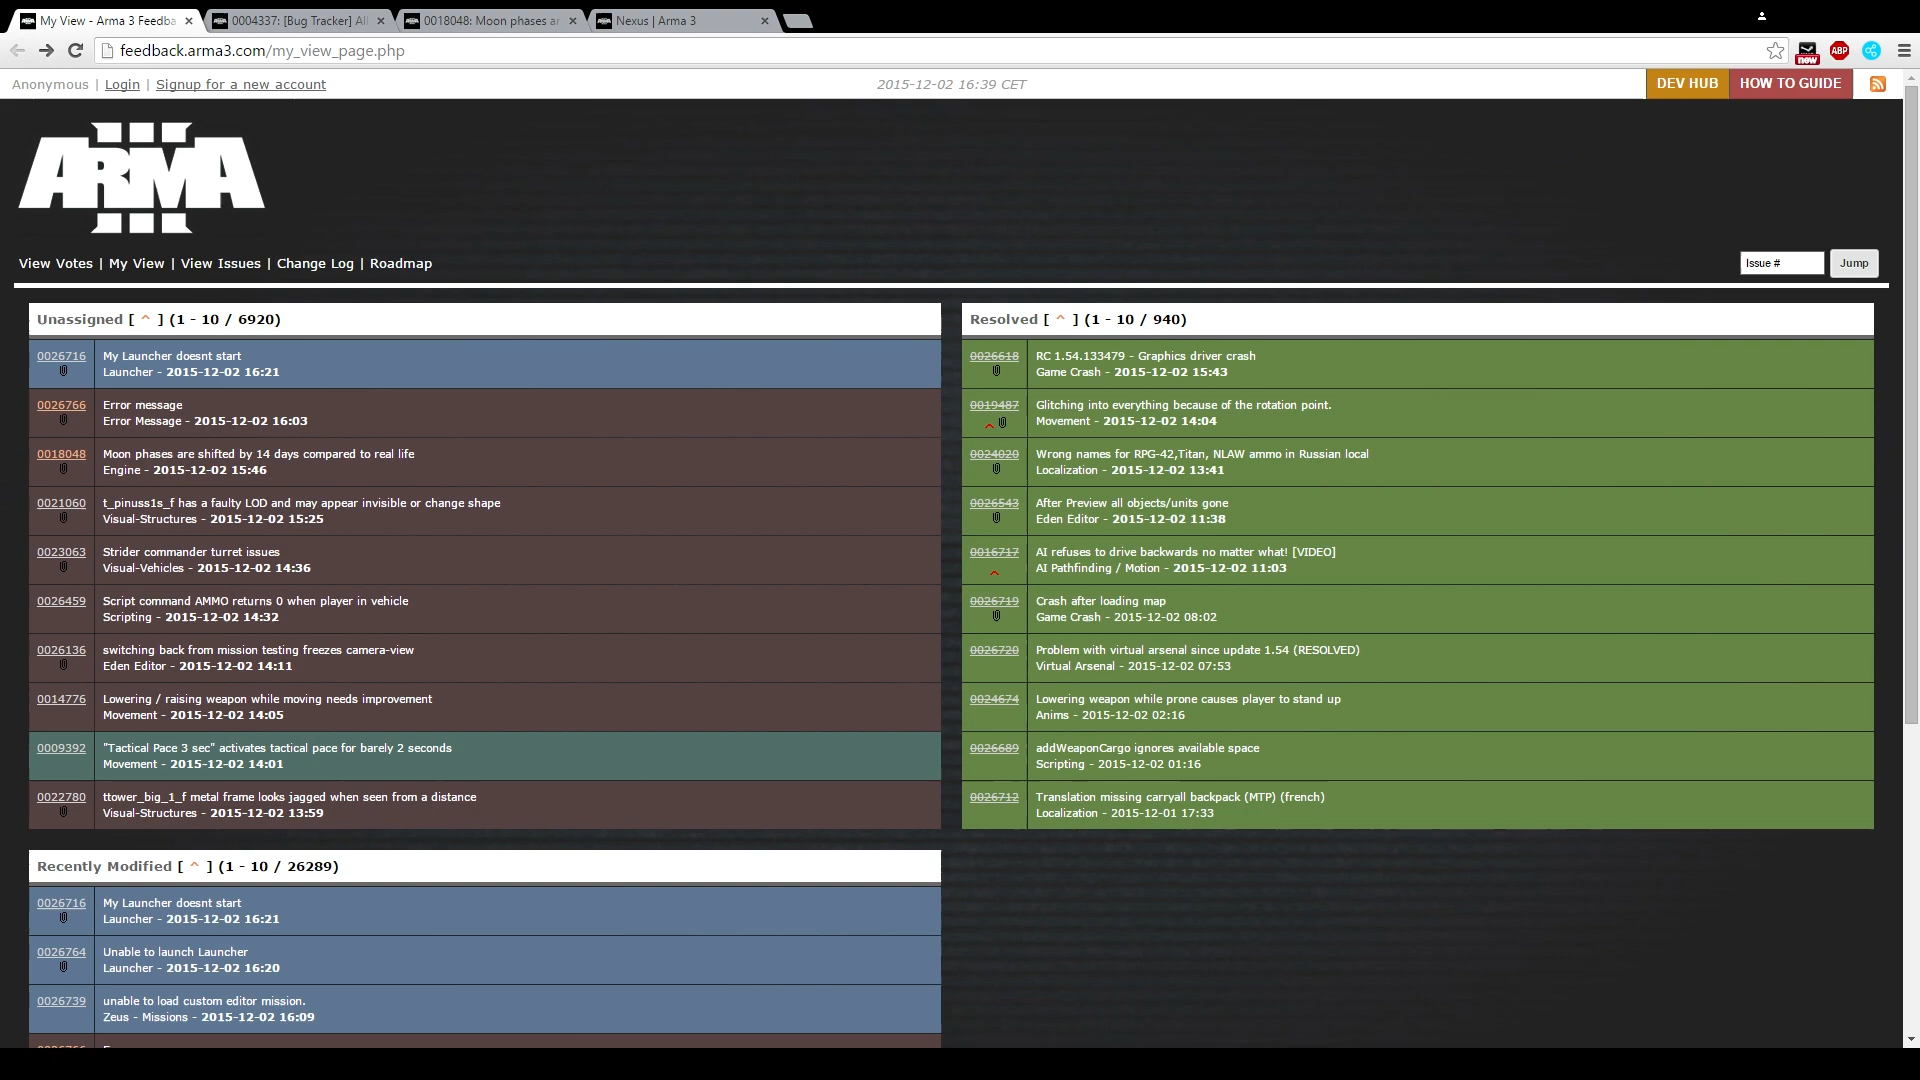 My View - Arma 3 Feedba
0004337: [Bug Tracker] All
0018048: Moon phases ar
Nexus | Arma 3
feedback.arma3.com/my_view_page.php
new
ABP
Anonymous | Login | Signup for a new account
2015-12-02 16:39 CET
DEV HUB
HOW TO GUIDE
ARMA
III
View Votes | My View | View Issues | Change Log | Roadmap
Issue #
Jump
Unassigned [ ^ ] (1 - 10 / 6920)
0026716
My Launcher doesnt start
Launcher - 2015-12-02 16:21
0026766
Error message
Error Message - 2015-12-02 16:03
0018048
Moon phases are shifted by 14 days compared to real life
Engine - 2015-12-02 15:46
0021060
t_pinuss1s_f has a faulty LOD and may appear invisible or change shape
Visual-Structures - 2015-12-02 15:25
0023063
Strider commander turret issues
Visual-Vehicles - 2015-12-02 14:36
0026459
Script command AMMO returns 0 when player in vehicle
Scripting - 2015-12-02 14:32
0026136
switching back from mission testing freezes camera-view
Eden Editor - 2015-12-02 14:11
0014776
Lowering / raising weapon while moving needs improvement
Movement - 2015-12-02 14:05
0009392
"Tactical Pace 3 sec" activates tactical pace for barely 2 seconds
Movement - 2015-12-02 14:01
0022780
ttower_big_1_f metal frame looks jagged when seen from a distance
Visual-Structures - 2015-12-02 13:59
Resolved [ ^ ] (1 - 10 / 940)
0026618
RC 1.54.133479 - Graphics driver crash
Game Crash - 2015-12-02 15:43
0019487
Glitching into everything because of the rotation point.
Movement - 2015-12-02 14:04
0024020
Wrong names for RPG-42,Titan, NLAW ammo in Russian local
Localization - 2015-12-02 13:41
0026543
After Preview all objects/units gone
Eden Editor - 2015-12-02 11:38
0016717
AI refuses to drive backwards no matter what! [VIDEO]
AI Pathfinding / Motion - 2015-12-02 11:03
0026719
Crash after loading map
Game Crash - 2015-12-02 08:02
0026720
Problem with virtual arsenal since update 1.54 (RESOLVED)
Virtual Arsenal - 2015-12-02 07:53
0024674
Lowering weapon while prone causes player to stand up
Anims - 2015-12-02 02:16
0026689
addWeaponCargo ignores available space
Scripting - 2015-12-02 01:16
0026712
Translation missing carryall backpack (MTP) (french)
Localization - 2015-12-01 17:33
Recently Modified [ ^ ] (1 - 10 / 26289)
0026716
My Launcher doesnt start
Launcher - 2015-12-02 16:21
0026764
Unable to launch Launcher
Launcher - 2015-12-02 16:20
0026739
unable to load custom editor mission.
Zeus - Missions - 2015-12-02 16:09